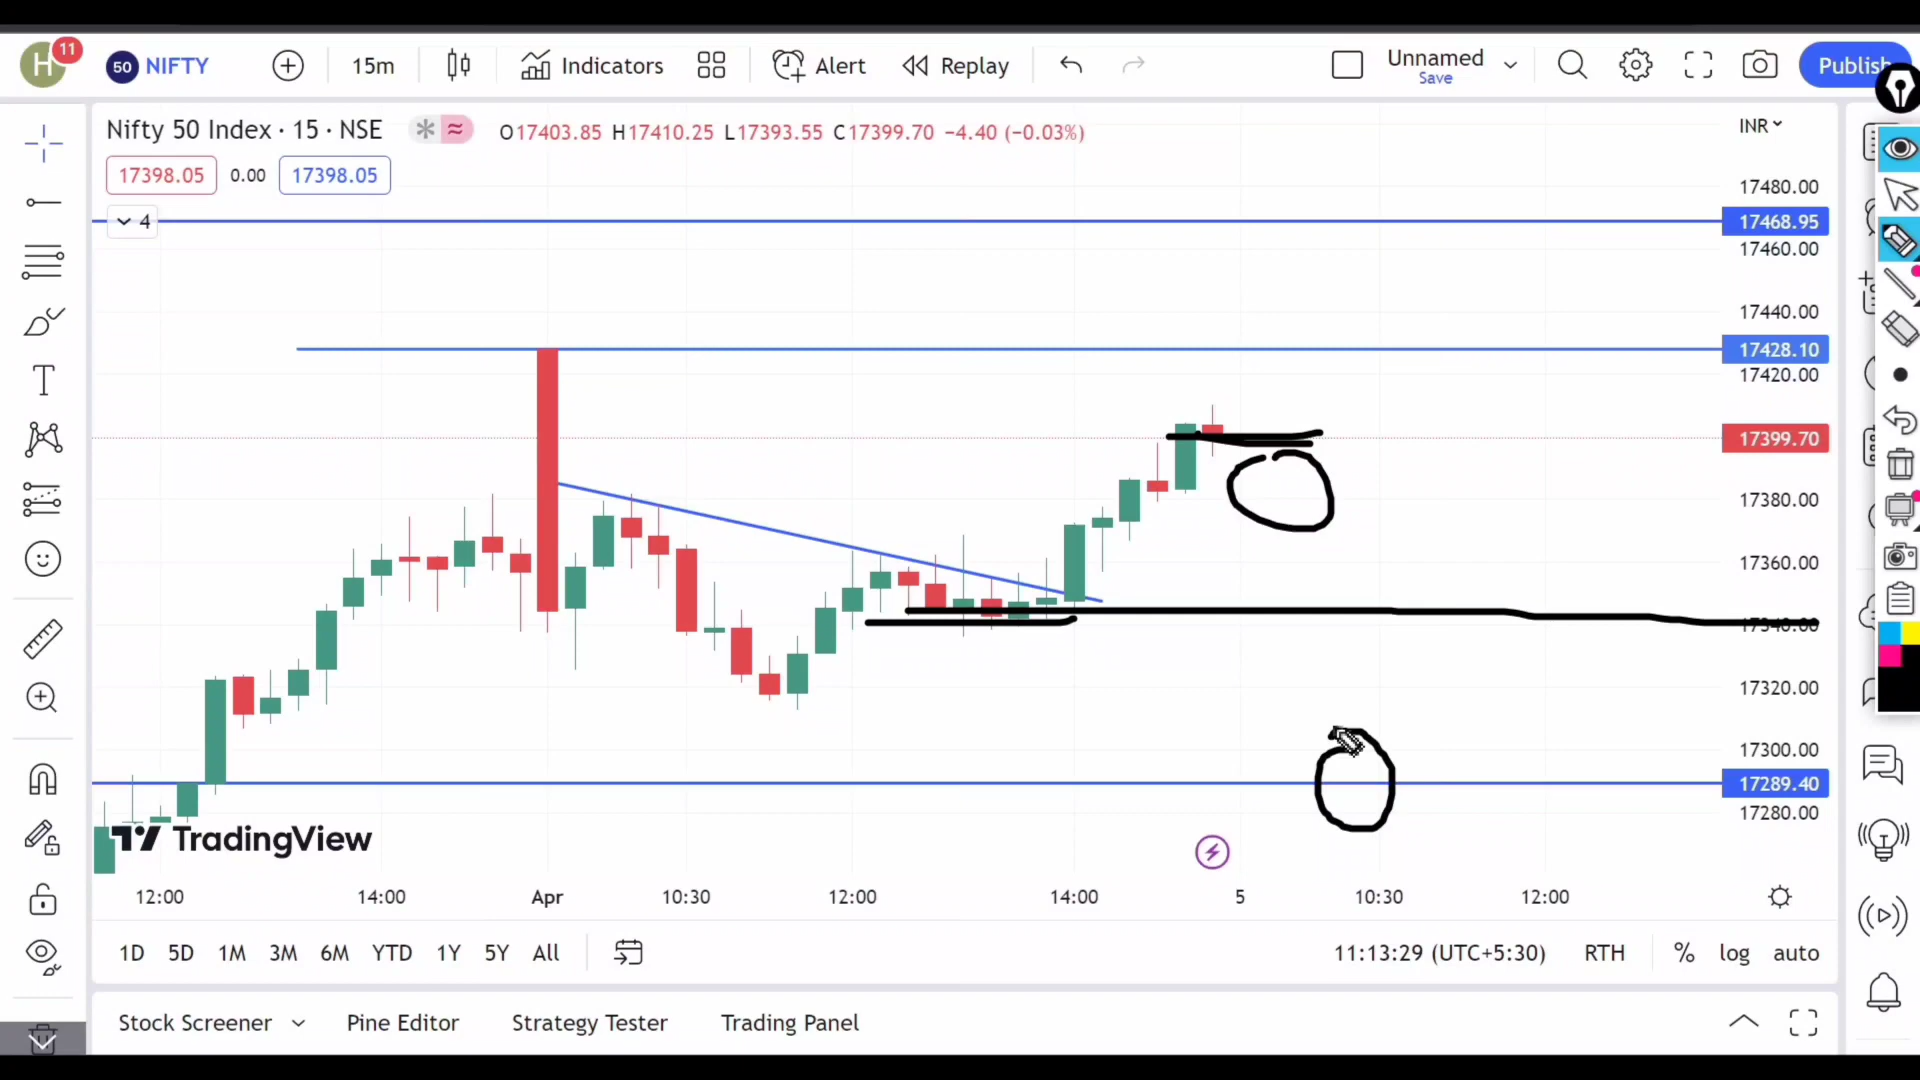 H 11 50 NIFTY 15m Indicators Alert Replay Unnamed Publish
Save
Nifty 50 Index · 15 · NSE O17403.85 H17410.25 L17393.55 C17399.70 −4.40 (−0.03%) INR
17398.05 0.00 17398.05
4
17480.00
17468.95
17460.00
17440.00
17428.10
17420.00
17399.70
17380.00
17360.00
17340.00
17320.00
17300.00
17289.40
17280.00
TradingView
12:00 14:00 Apr 10:30 12:00 14:00 5 10:30 12:00
1D 5D 1M 3M 6M YTD 1Y 5Y All 11:13:29 (UTC+5:30) RTH % log auto
Stock Screener Pine Editor Strategy Tester Trading Panel